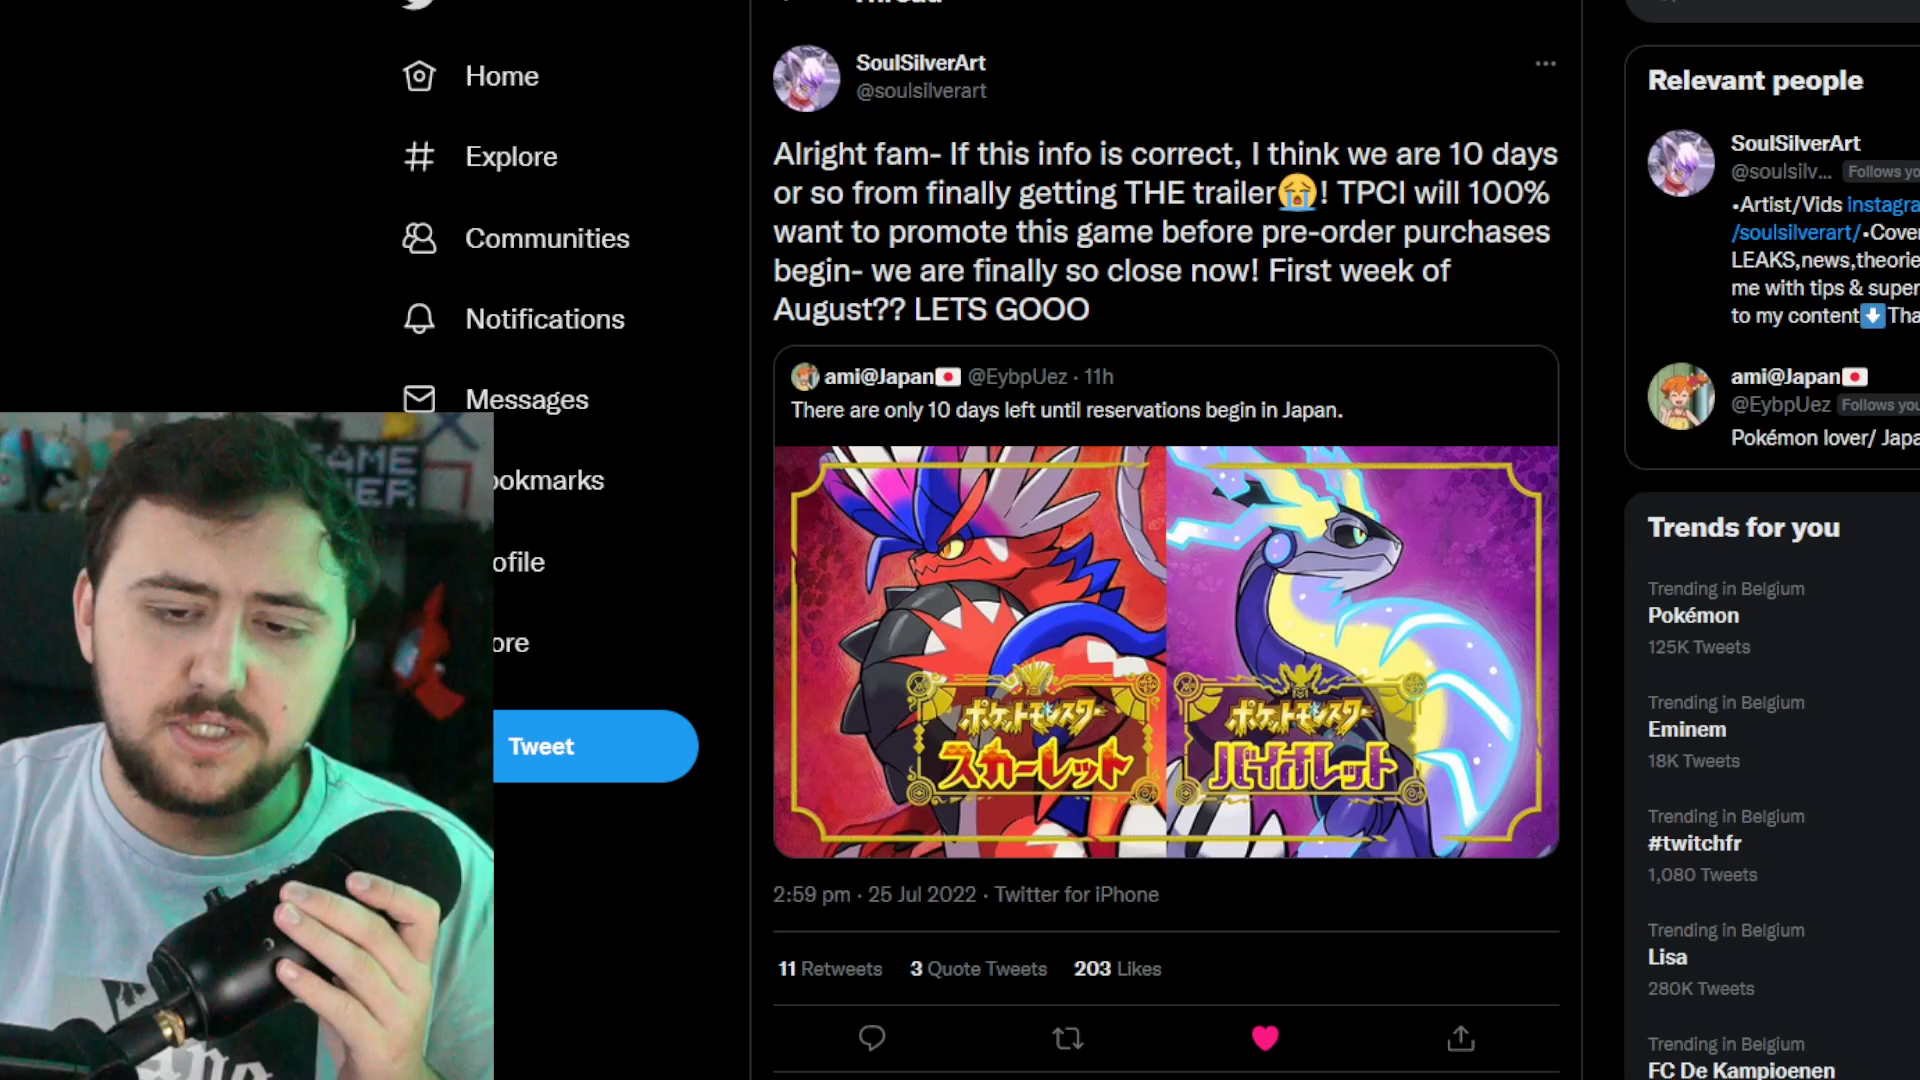 Home
Explore
Communities
Notifications
Messages
ookmarks
ofile
ore
Tweet
GAME
SoulSilverArt
@soulsilverart
Alright fam- If this info is correct, I think we are 10 days
or so from finally getting THE trailer😭! TPCI will 100%
want to promote this game before pre-order purchases
begin- we are finally so close now! First week of
August?? LETS GOOO
ami@Japan🇯🇵 @EybpUez · 11h
There are only 10 days left until reservations begin in Japan.
ポケットモンスター
スカーレット
ポケットモンスター
バイオレット
2:59 pm · 25 Jul 2022 · Twitter for iPhone
11 Retweets 3 Quote Tweets 203 Likes
Relevant people
SoulSilverArt
@soulsilv... Follows yo
•Artist/Vids instagra
/soulsilverart/•Cover
LEAKS,news,theorie
me with tips & super
to my content⬇️Tha
ami@Japan🇯🇵
@EybpUez Follows you
Pokémon lover/ Japa
Trends for you
Trending in Belgium
Pokémon
125K Tweets
Trending in Belgium
Eminem
18K Tweets
Trending in Belgium
#twitchfr
1,080 Tweets
Trending in Belgium
Lisa
280K Tweets
Trending in Belgium
FC De Kampioenen